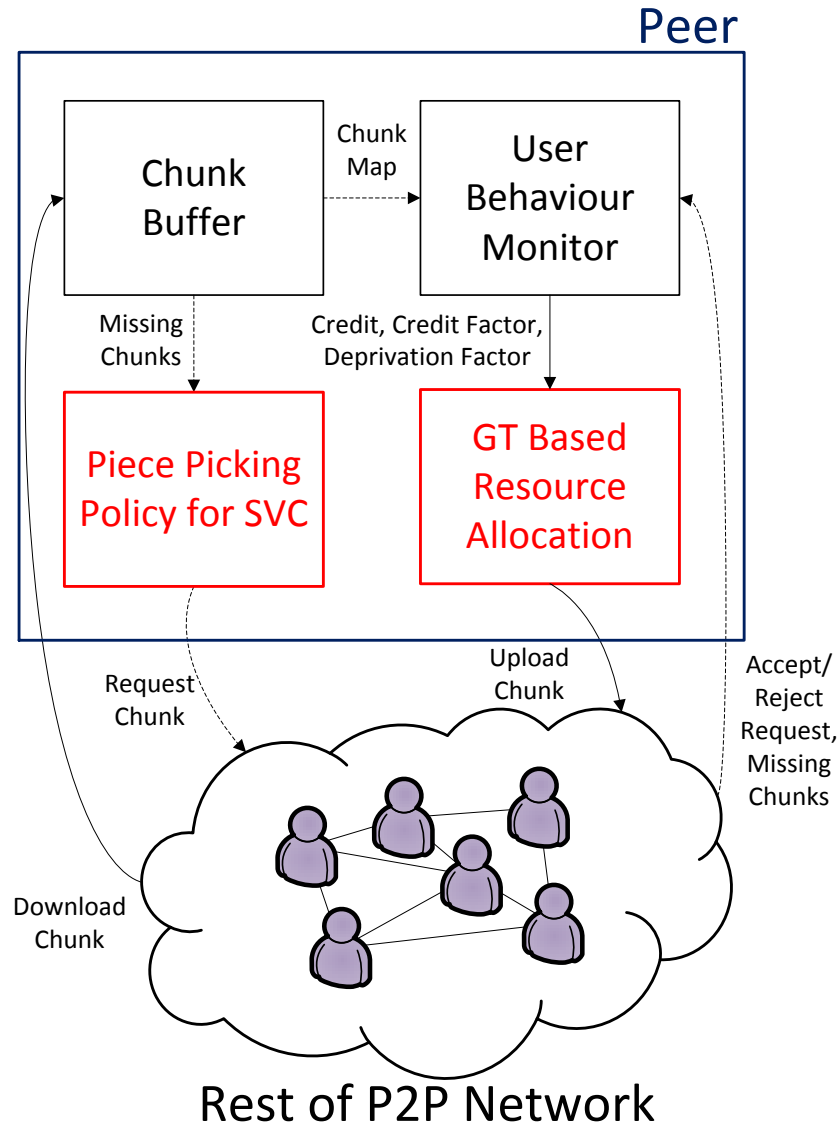 Peer
Chunk
Buffer
Chunk
Map
User
Behaviour
Monitor
Missing
Chunks
Credit, Credit Factor,
Deprivation Factor
Piece Picking
Policy for SVC
GT Based
Resource
Allocation
Request
Chunk
Upload
Chunk
Accept/
Reject
Request,
Missing
Chunks
Download
Chunk
Rest of P2P Network